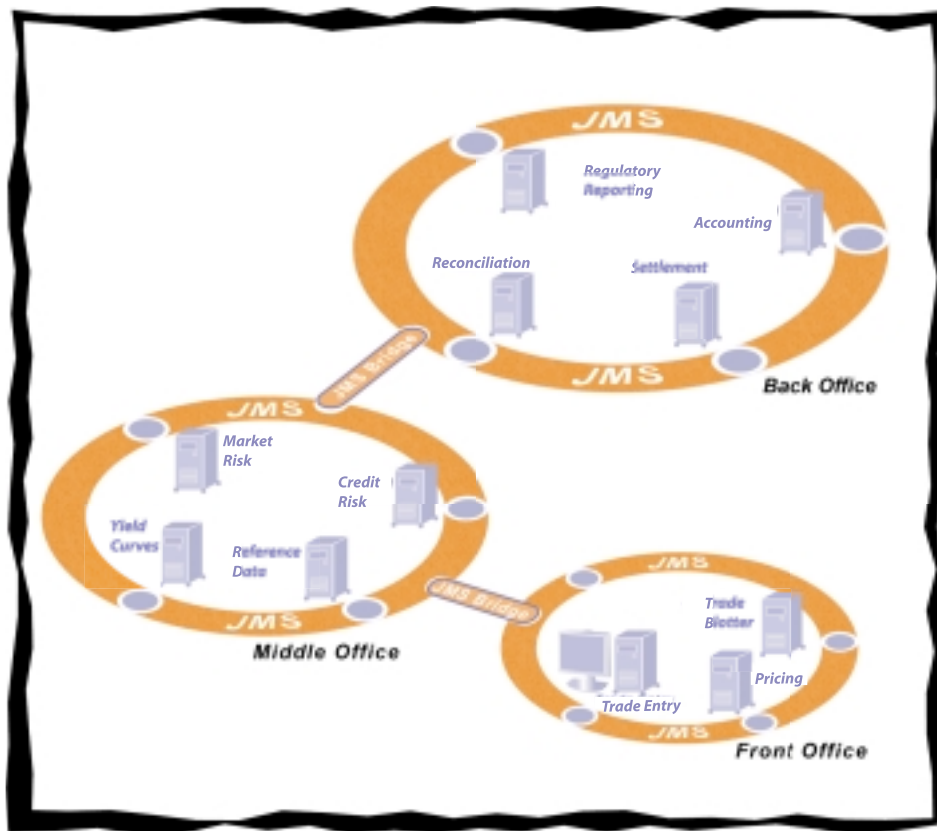 JMS
Regulatory
Reporting
Accounting
Reconciliation
Settlement
JMS Bridge
JMS
Back Office
JMS
Market
Risk
Credit
Risk
Yield
Curves
Reference
Data
JMS Bridge
JMS
JMS
Trade
Blotter
Middle Office
Pricing
Trade Entry
JMS
Front Office